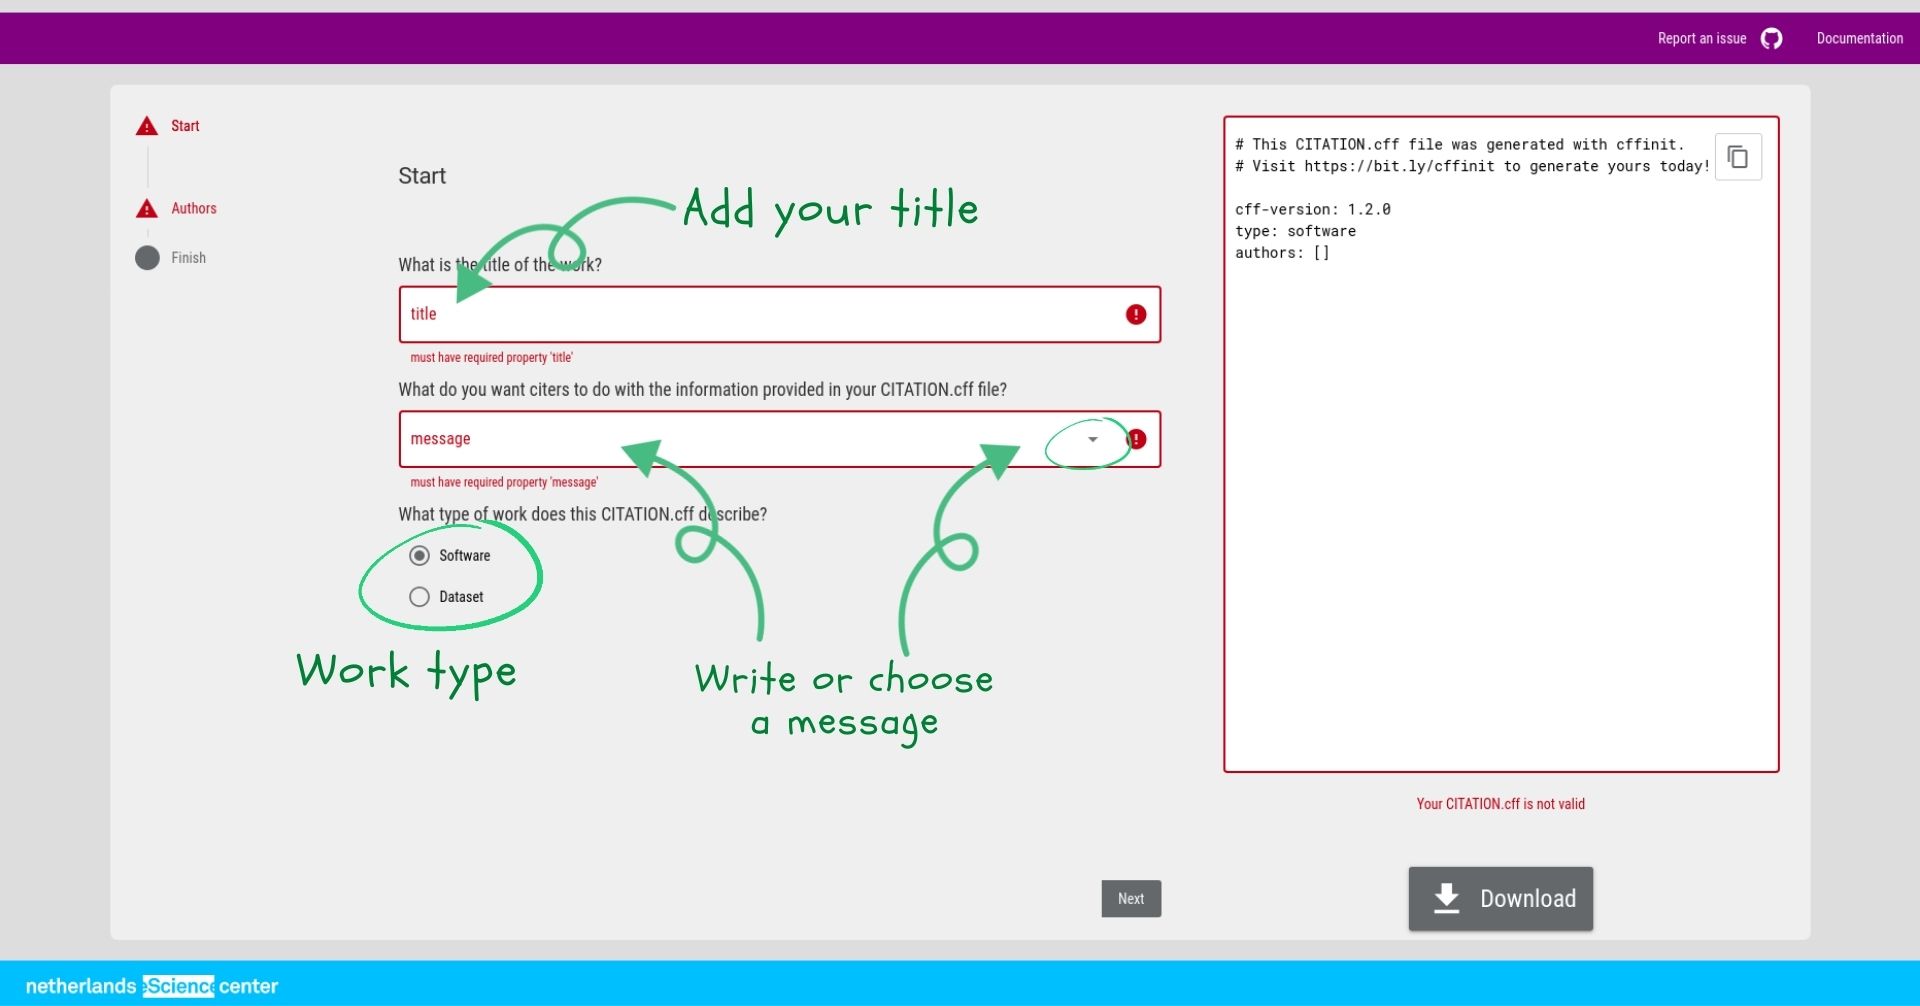 Report an issue
Documentation
Start
Authors
Finish
Start
Add your title
What is the title of the work?
title
must have required property 'title'
What do you want citers to do with the information provided in your CITATION.cff file?
message
must have required property 'message'
What type of work does this CITATION.cff describe?
Software
Dataset
Work type
Write or choose
a message
Next
# This CITATION.cff file was generated with cffinit.
# Visit https://bit.ly/cffinit to generate yours today!
cff-version: 1.2.0
type: software
authors: []
Your CITATION.cff is not valid
Download
netherlands eScience center